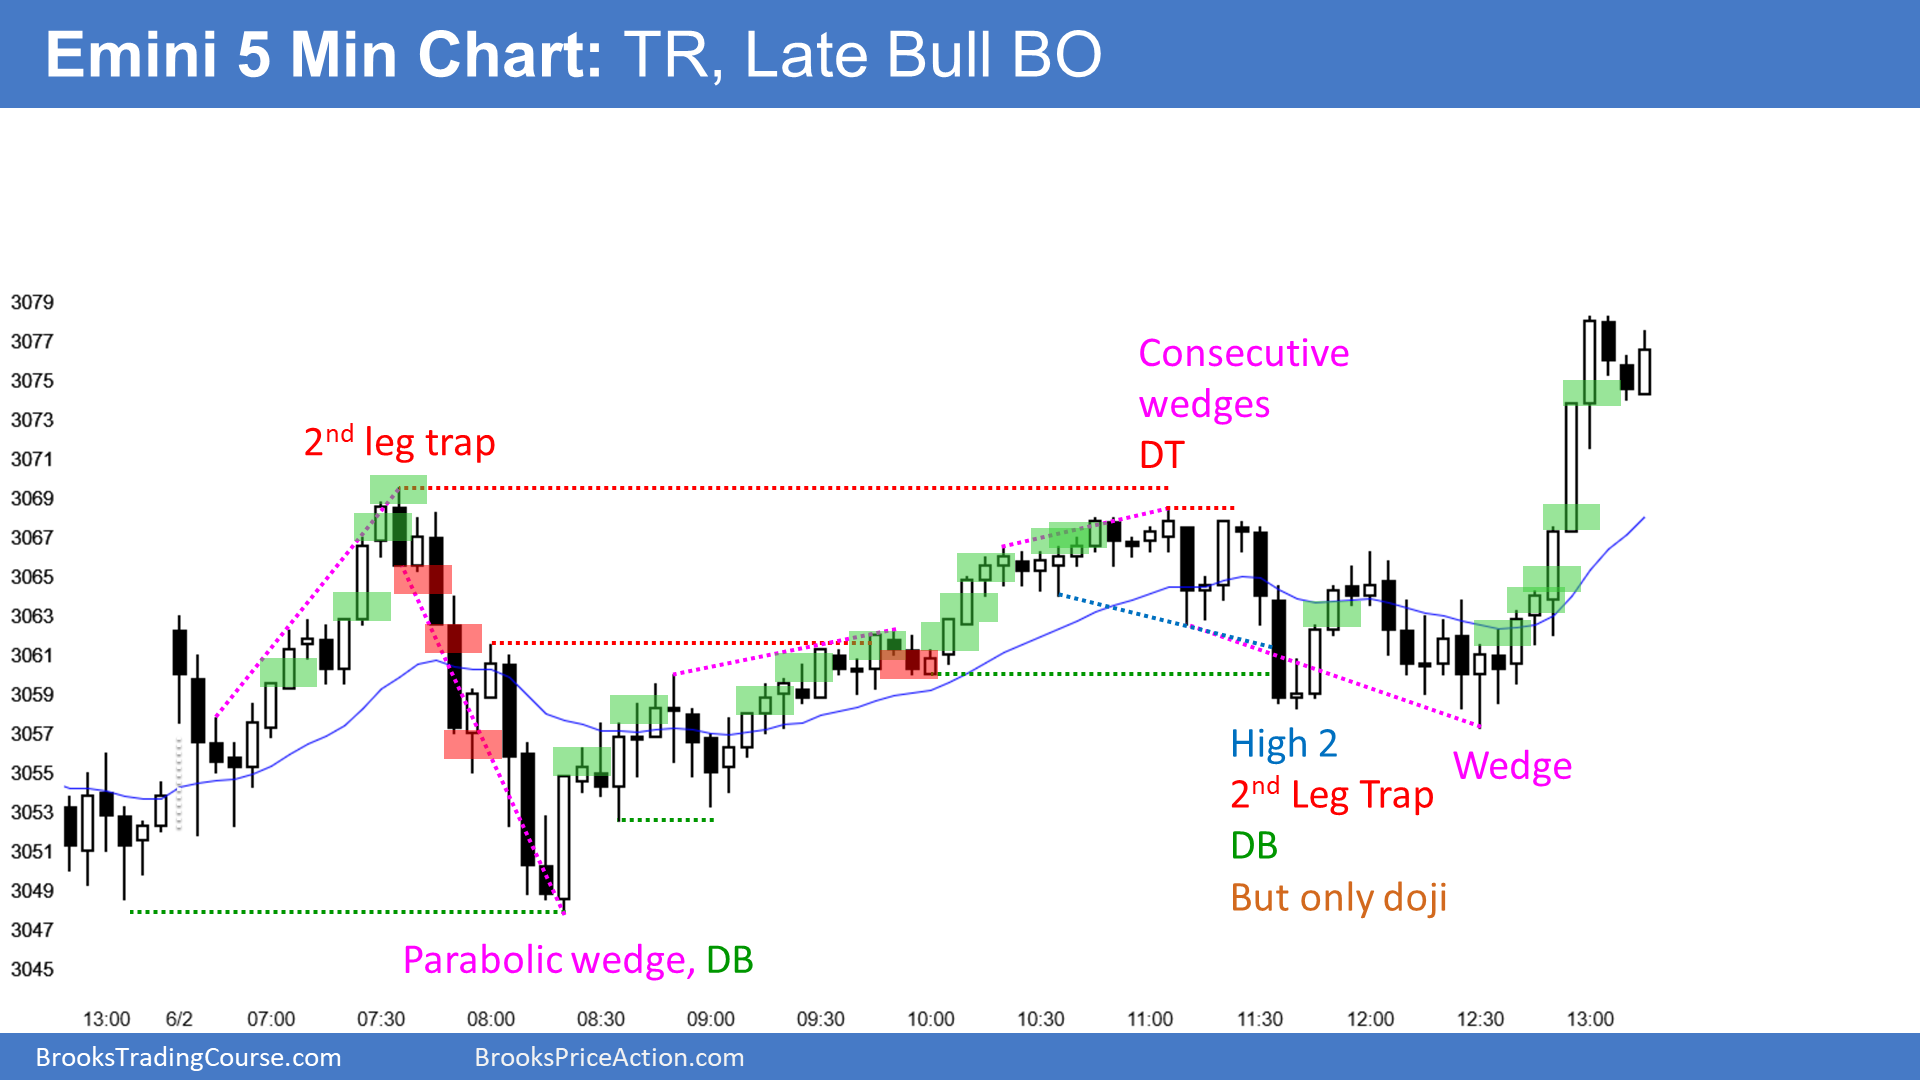 Emini 5 Min Chart: TR, Late Bull BO
3079
3077
3075
3073
3071
3069
3067
3065
3063
3061
3059
3057
3055
3053
3051
3049
3047
3045
2nd leg trap
Consecutive
wedges
DT
High 2
2nd Leg Trap
DB
But only doji
Wedge
Parabolic wedge, DB
13:00 6/2 07:00 07:30 08:00 08:30 09:00 09:30 10:00 10:30 11:00 11:30 12:00 12:30 13:00
BrooksTradingCourse.com BrooksPriceAction.com